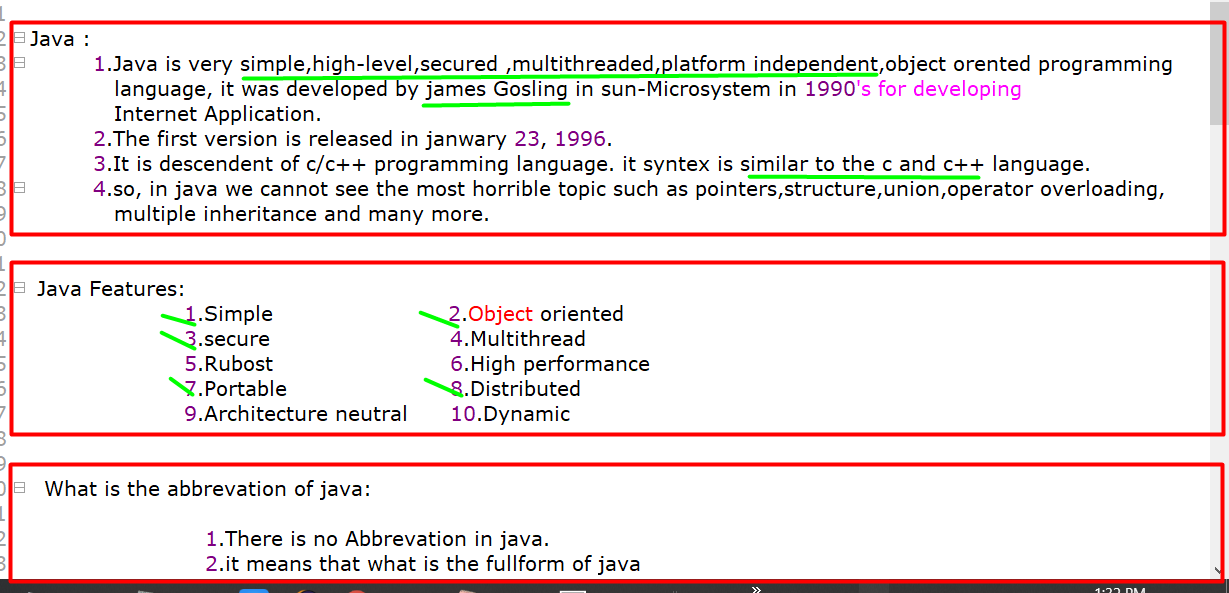 Java :
1.Java is very simple,high-level,secured ,multithreaded,platform independent,object orented programming
language, it was developed by james Gosling in sun-Microsystem in 1990's for developing
Internet Application.
2.The first version is released in janwary 23, 1996.
3.It is descendent of c/c++ programming language. it syntex is similar to the c and c++ language.
4.so, in java we cannot see the most horrible topic such as pointers,structure,union,operator overloading,
multiple inheritance and many more.
Java Features:
1.Simple 2.Object oriented
3.secure 4.Multithread
5.Rubost 6.High performance
7.Portable 8.Distributed
9.Architecture neutral 10.Dynamic
What is the abbrevation of java:
1.There is no Abbrevation in java.
2.it means that what is the fullform of java